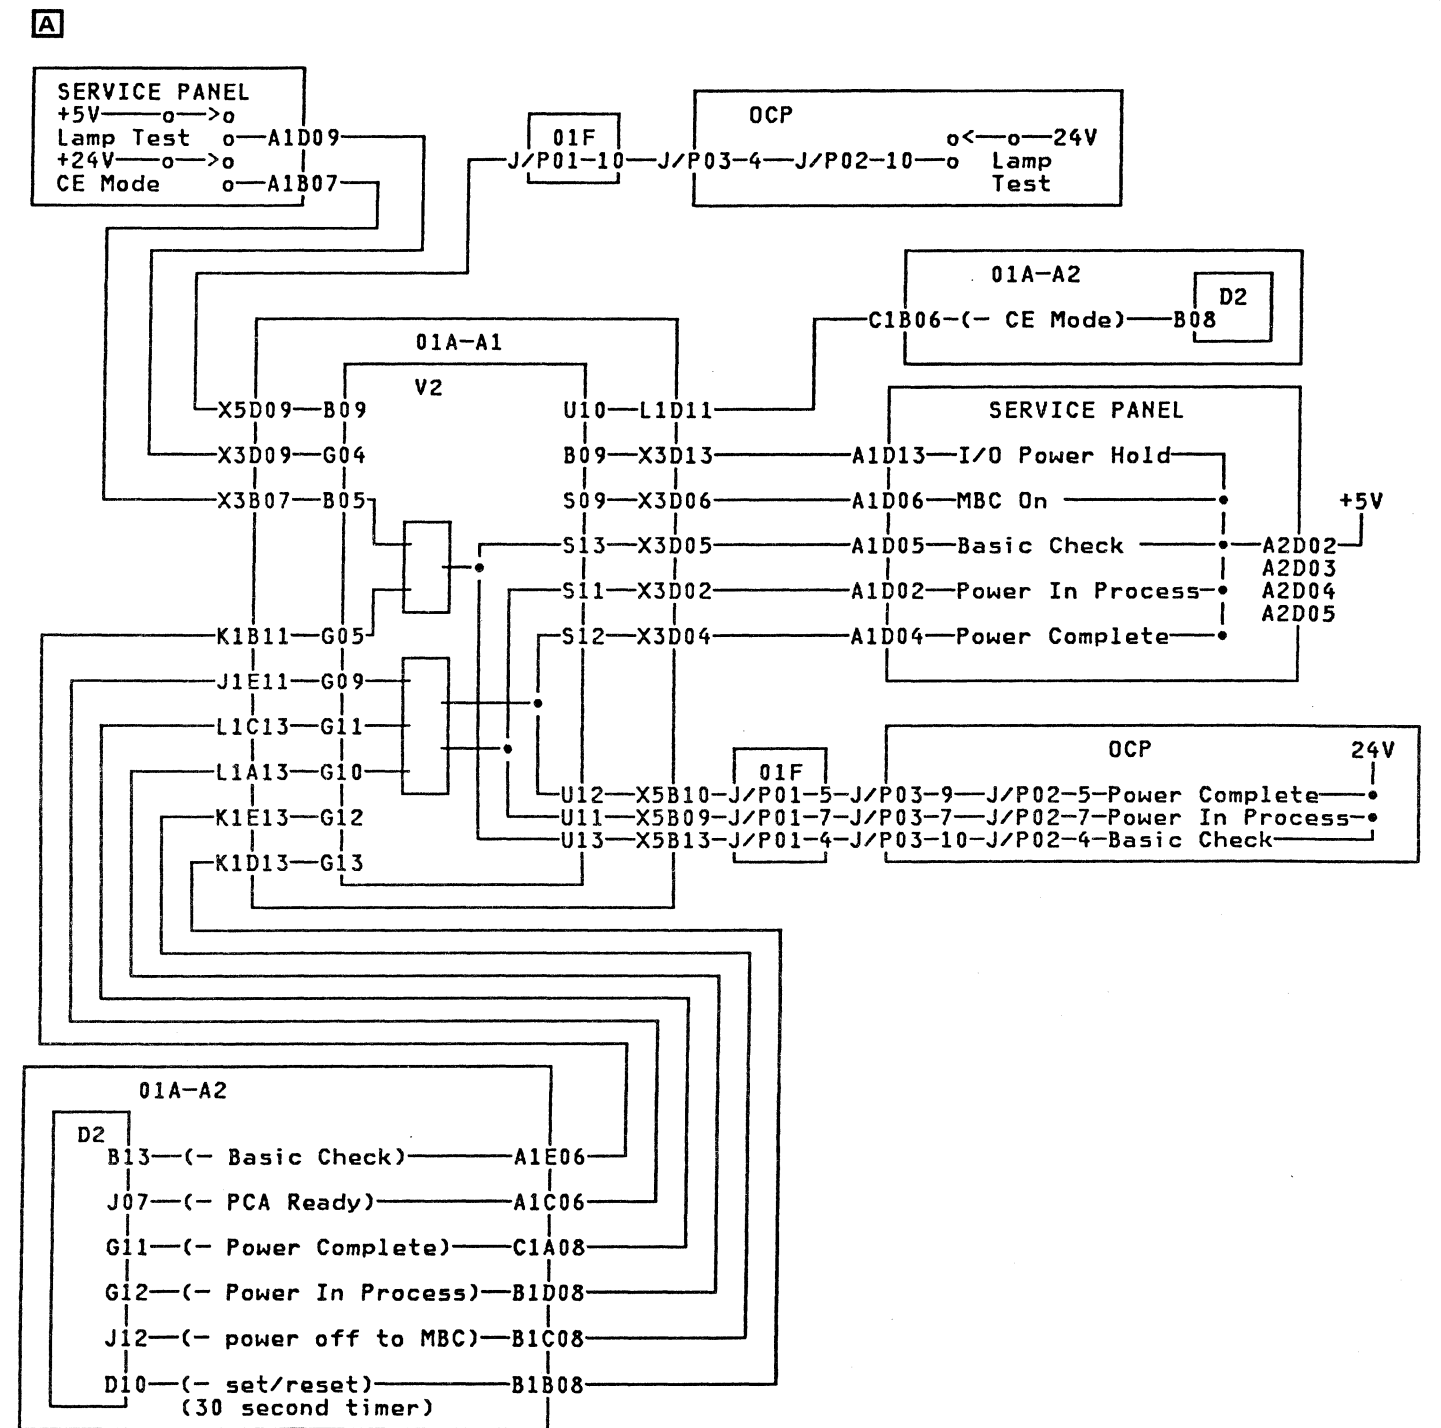 A
SERVICE PANEL
+5V——o—>o
Lamp Test o—A1D09
+24V——o—>o
CE Mode o—A1B07
OCP
01F
o<—o—24V
J/P01-10—J/P03-4—J/P02-10—o Lamp
Test
01A-A2
D2
C1B06—(- CE Mode)—B08
01A-A1
V2
SERVICE PANEL
X5D09—B09 U10—L1D11
X3D09—G04 B09—X3D13 A1D13—I/O Power Hold
X3B07—B05 S09—X3D06 A1D06—MBC On +5V
S13—X3D05 A1D05—Basic Check A2D02
A2D03
S11—X3D02 A1D02—Power In Process A2D04
A2D05
K1B11—G05 S12—X3D04 A1D04—Power Complete
J1E11—G09
L1C13—G11
OCP 24V
L1A13—G10 01F
U12—X5B10—J/P01-5—J/P03-9—J/P02-5—Power Complete
K1E13—G12 U11—X5B09—J/P01-7—J/P03-7—J/P02-7—Power In Process
U13—X5B13—J/P01-4—J/P03-10—J/P02-4—Basic Check
K1D13—G13
01A-A2
D2
B13—(- Basic Check)—A1E06
J07—(- PCA Ready)—A1C06
G11—(- Power Complete)—C1A08
G12—(- Power In Process)—B1D08
J12—(- power off to MBC)—B1C08
D10—(- set/reset)—B1B08
(30 second timer)